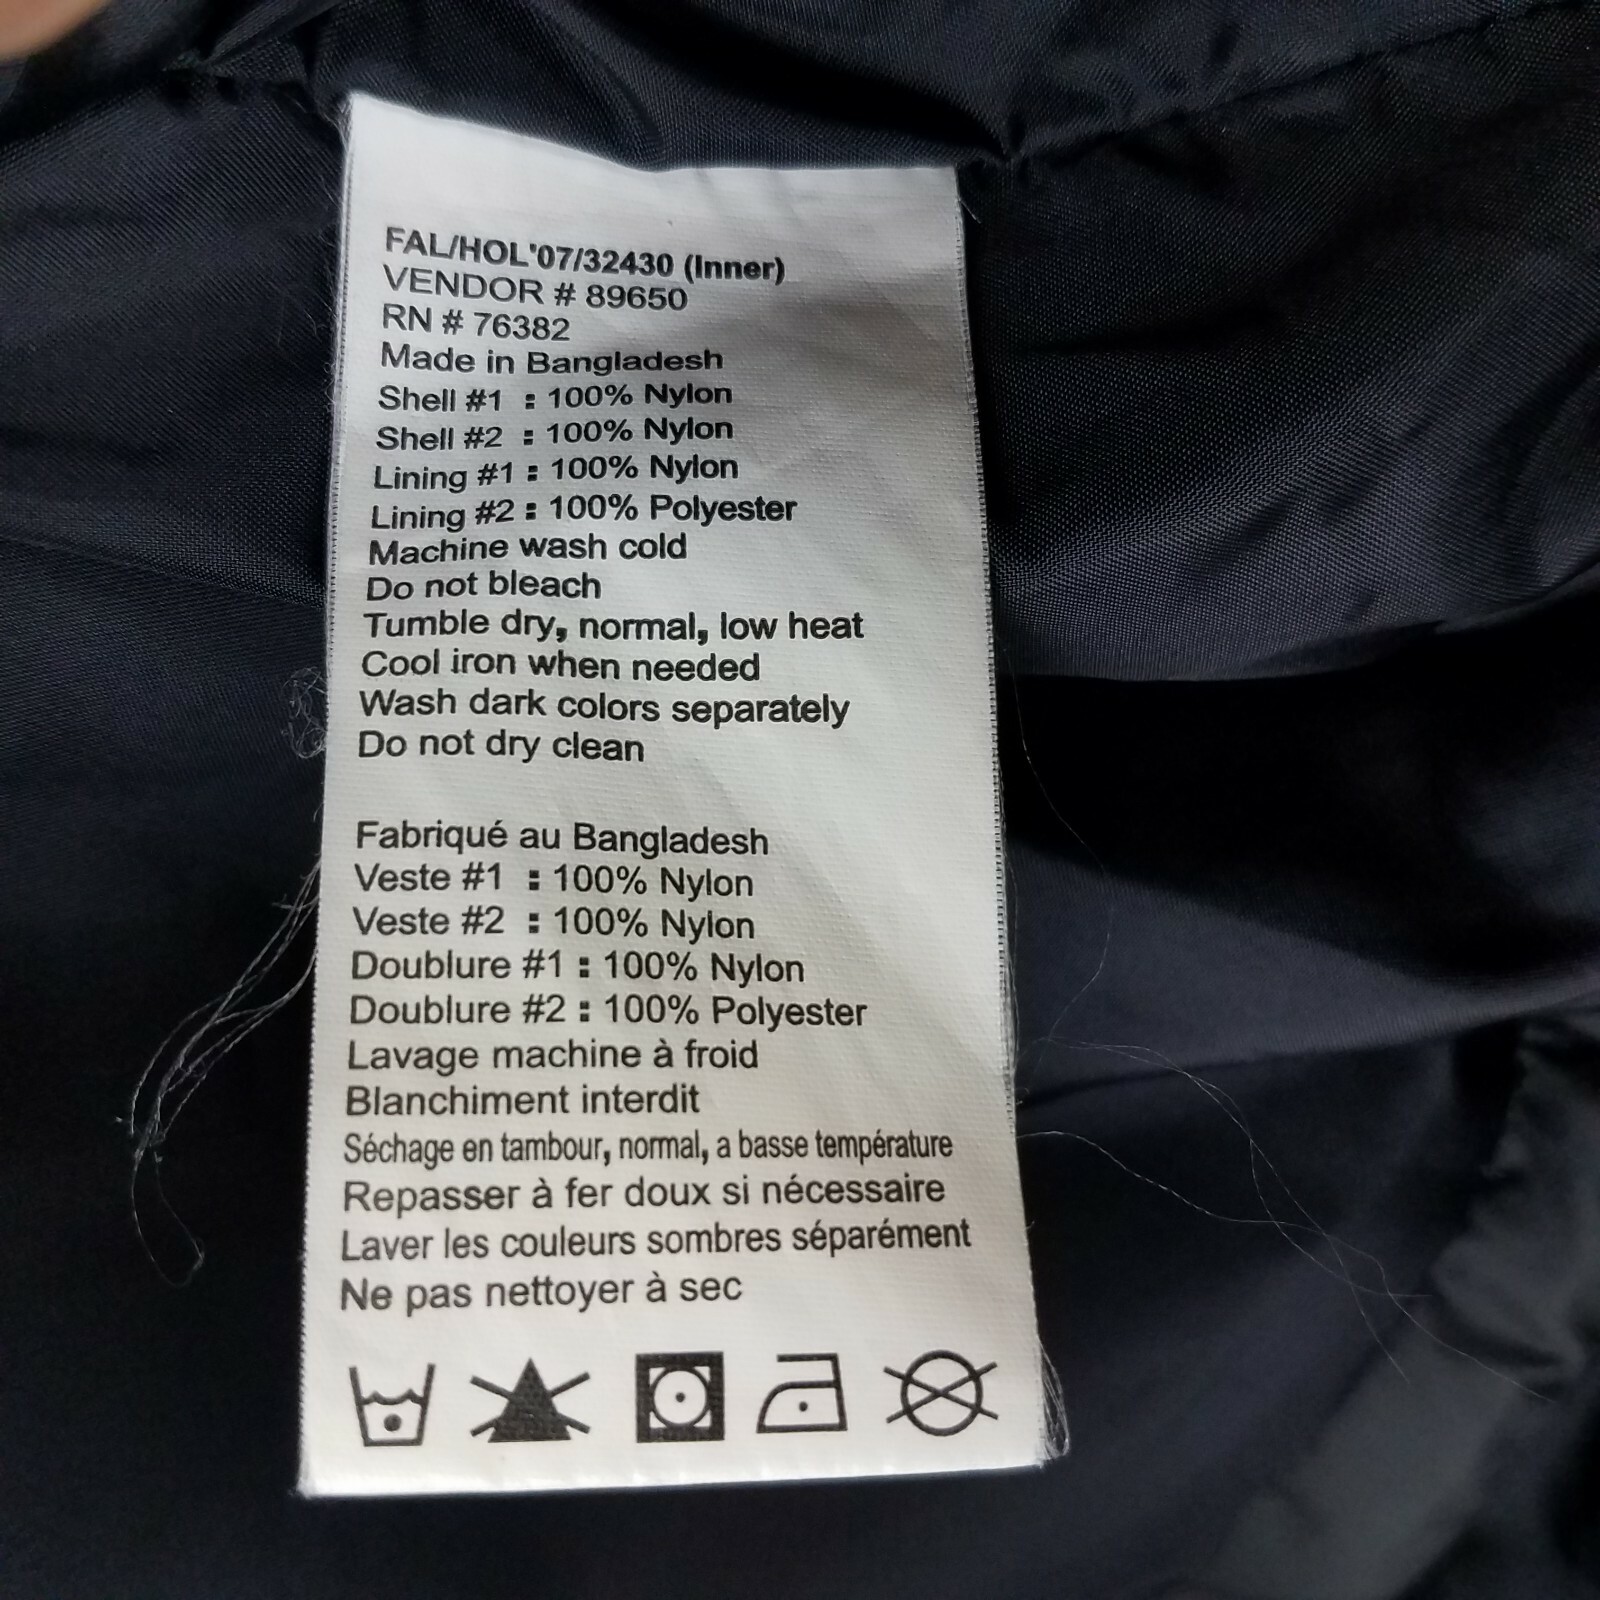 FAL/HOL'07/32430 (Inner)
VENDOR # 89650
RN # 76382
Made in Bangladesh
Shell #1 : 100% Nylon
Shell #2 : 100% Nylon
Lining #1 : 100% Nylon
Lining #2 : 100% Polyester
Machine wash cold
Do not bleach
Tumble dry, normal, low heat
Cool iron when needed
Wash dark colors separately
Do not dry clean
Fabriqué au Bangladesh
Veste #1 : 100% Nylon
Veste #2 : 100% Nylon
Doublure #1 : 100% Nylon
Doublure #2 : 100% Polyester
Lavage machine à froid
Blanchiment interdit
Séchage en tambour, normal, a basse température
Repasser à fer doux si nécessaire
Laver les couleurs sombres séparément
Ne pas nettoyer à sec